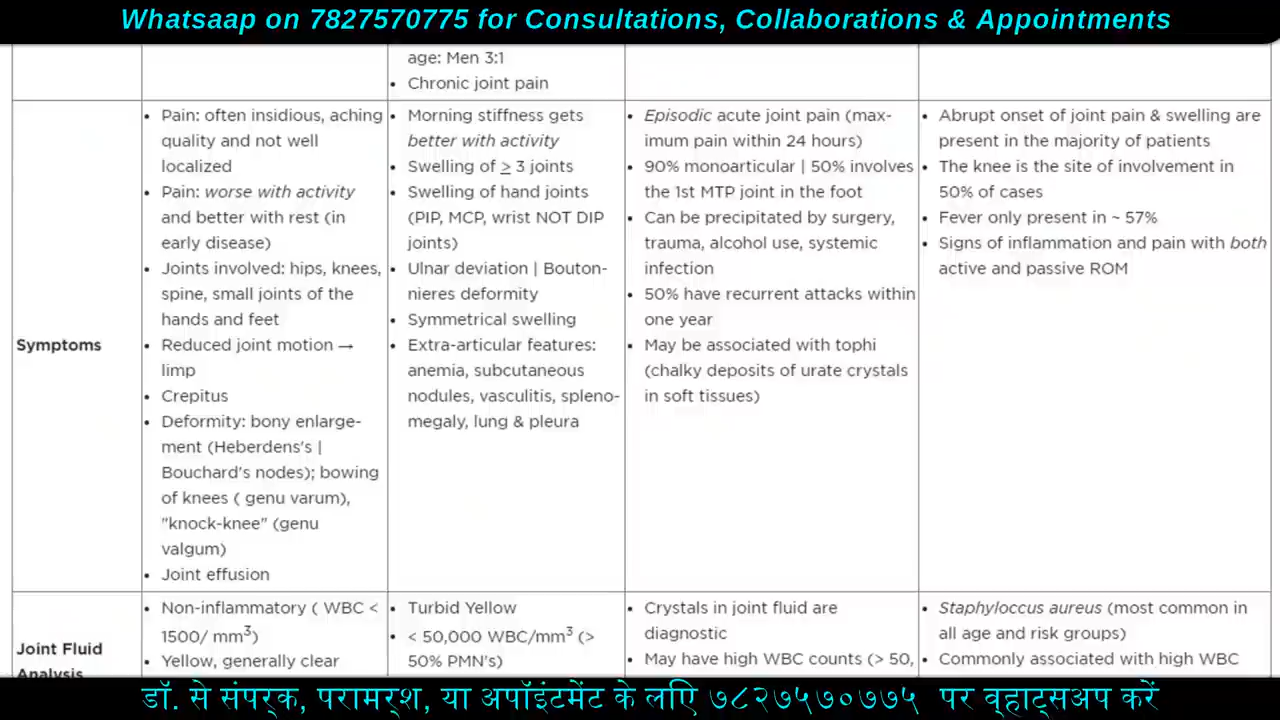 Whatsaap on 7827570775 for Consultations, Collaborations & Appointments
age: Men 3:1
• Chronic joint pain
Symptoms
• Pain: often insidious, aching
quality and not well
localized
• Pain: worse with activity
and better with rest (in
early disease)
• Joints involved: hips, knees,
spine, small joints of the
hands and feet
• Reduced joint motion →
limp
• Crepitus
• Deformity: bony enlarge-
ment (Heberdens's |
Bouchard's nodes); bowing
of knees ( genu varum),
"knock-knee" (genu
valgum)
• Joint effusion
• Morning stiffness gets
better with activity
• Swelling of ≥ 3 joints
• Swelling of hand joints
(PIP, MCP, wrist NOT DIP
joints)
• Ulnar deviation | Bouton-
nieres deformity
• Symmetrical swelling
• Extra-articular features:
anemia, subcutaneous
nodules, vasculitis, spleno-
megaly, lung & pleura
• Episodic acute joint pain (max-
imum pain within 24 hours)
• 90% monoarticular | 50% involves
the 1st MTP joint in the foot
• Can be precipitated by surgery,
trauma, alcohol use, systemic
infection
• 50% have recurrent attacks within
one year
• May be associated with tophi
(chalky deposits of urate crystals
in soft tissues)
• Abrupt onset of joint pain & swelling are
present in the majority of patients
• The knee is the site of involvement in
50% of cases
• Fever only present in ~ 57%
• Signs of inflammation and pain with both
active and passive ROM
Joint Fluid
Analysis
• Non-inflammatory ( WBC <
1500/ mm³)
• Yellow, generally clear
• Turbid Yellow
• < 50,000 WBC/mm³ (>
50% PMN's)
• Crystals in joint fluid are
diagnostic
• May have high WBC counts (> 50,
• Staphyloccus aureus (most common in
all age and risk groups)
• Commonly associated with high WBC
डॉ. से संपर्क, परामर्श, या अपॉइंटमेंट के लिए ७८२७५७०७७५ पर व्हाट्सअप करें